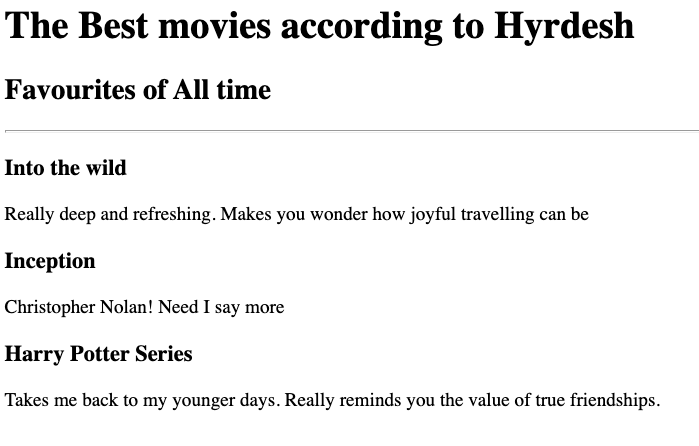 The Best movies according to Hyrdesh
Favourites of All time
Into the wild
Really deep and refreshing. Makes you wonder how joyful travelling can be
Inception
Christopher Nolan! Need I say more
Harry Potter Series
Takes me back to my younger days. Really reminds you the value of true friendships.